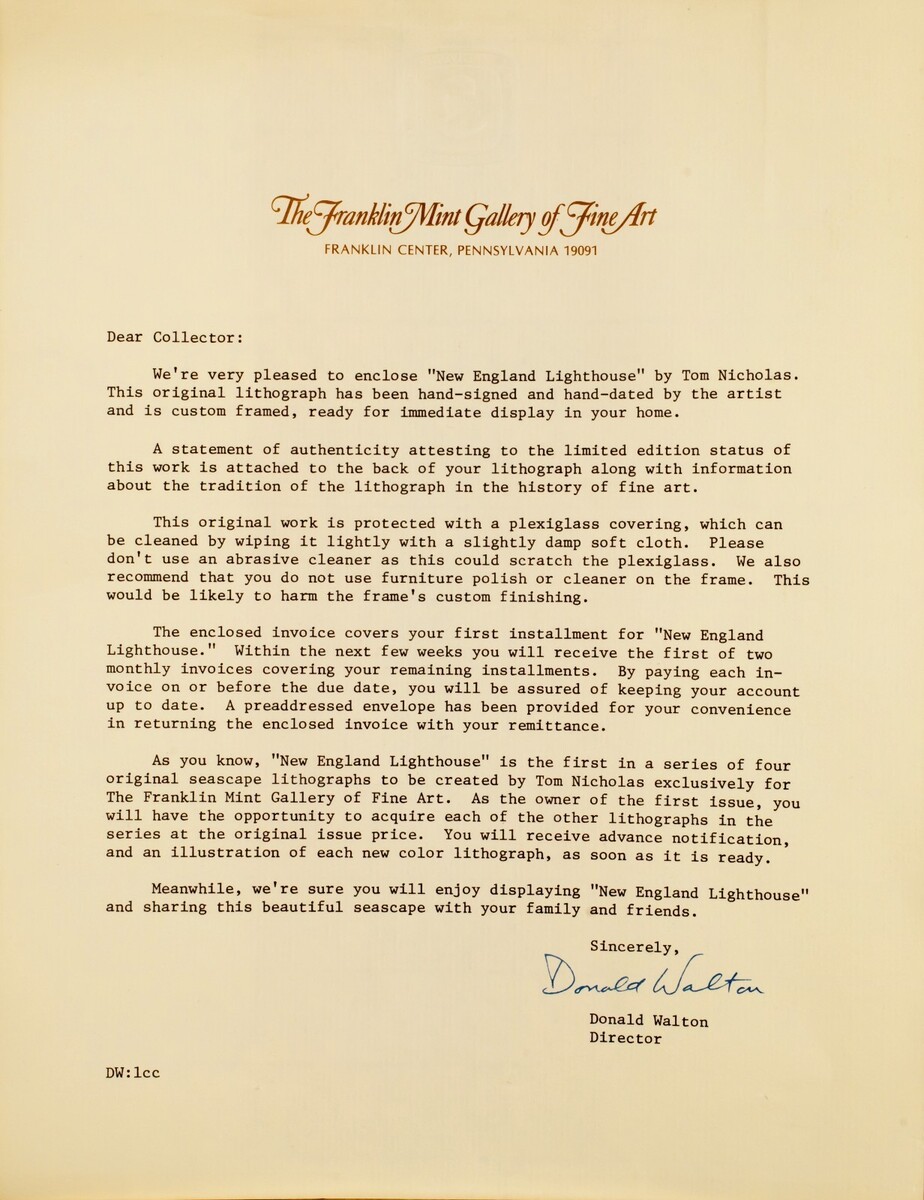 The Franklin Mint Gallery of Fine Art
FRANKLIN CENTER, PENNSYLVANIA 19091
Dear Collector:
We're very pleased to enclose "New England Lighthouse" by Tom Nicholas.
This original lithograph has been hand-signed and hand-dated by the artist
and is custom framed, ready for immediate display in your home.
A statement of authenticity attesting to the limited edition status of
this work is attached to the back of your lithograph along with information
about the tradition of the lithograph in the history of fine art.
This original work is protected with a plexiglass covering, which can
be cleaned by wiping it lightly with a slightly damp soft cloth. Please
don't use an abrasive cleaner as this could scratch the plexiglass. We also
recommend that you do not use furniture polish or cleaner on the frame. This
would be likely to harm the frame's custom finishing.
The enclosed invoice covers your first installment for "New England
Lighthouse." Within the next few weeks you will receive the first of two
monthly invoices covering your remaining installments. By paying each in-
voice on or before the due date, you will be assured of keeping your account
up to date. A preaddressed envelope has been provided for your convenience
in returning the enclosed invoice with your remittance.
As you know, "New England Lighthouse" is the first in a series of four
original seascape lithographs to be created by Tom Nicholas exclusively for
The Franklin Mint Gallery of Fine Art. As the owner of the first issue, you
will have the opportunity to acquire each of the other lithographs in the
series at the original issue price. You will receive advance notification,
and an illustration of each new color lithograph, as soon as it is ready.
Meanwhile, we're sure you will enjoy displaying "New England Lighthouse"
and sharing this beautiful seascape with your family and friends.
Sincerely,
Donald Walton
Donald Walton
Director
DW:lcc